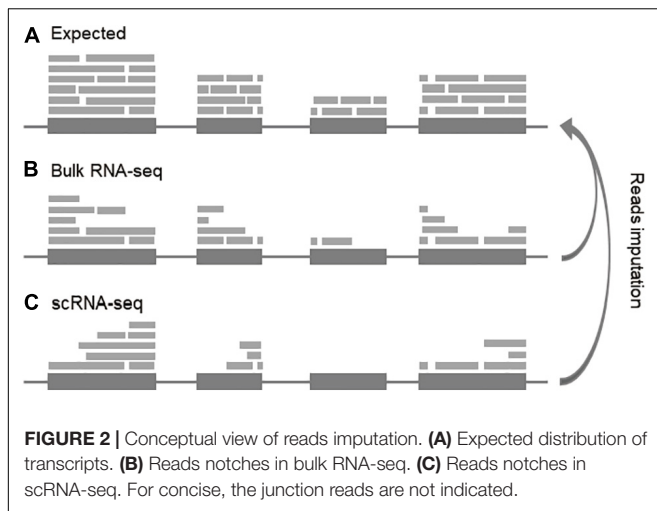 A Expected
B Bulk RNA-seq
C scRNA-seq
Reads imputation
FIGURE 2 | Conceptual view of reads imputation. (A) Expected distribution of
transcripts. (B) Reads notches in bulk RNA-seq. (C) Reads notches in
scRNA-seq. For concise, the junction reads are not indicated.